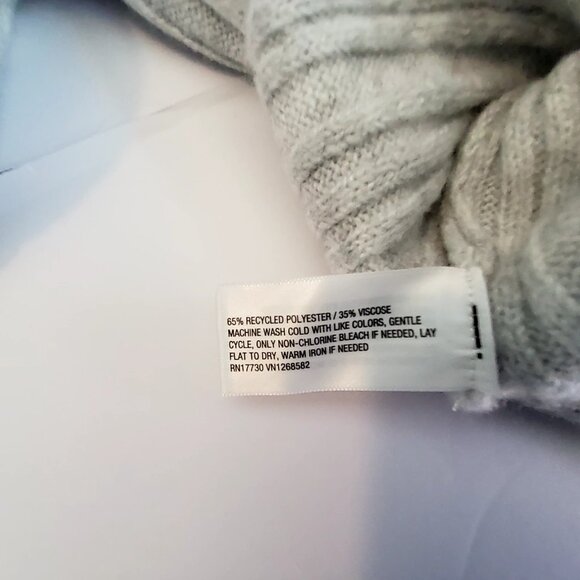 65% RECYCLED POLYESTER / 35% VISCOSE
MACHINE WASH COLD WITH LIKE COLORS, GENTLE
CYCLE, ONLY NON-CHLORINE BLEACH IF NEEDED, LAY
FLAT TO DRY, WARM IRON IF NEEDED
RN17730 VN1268582